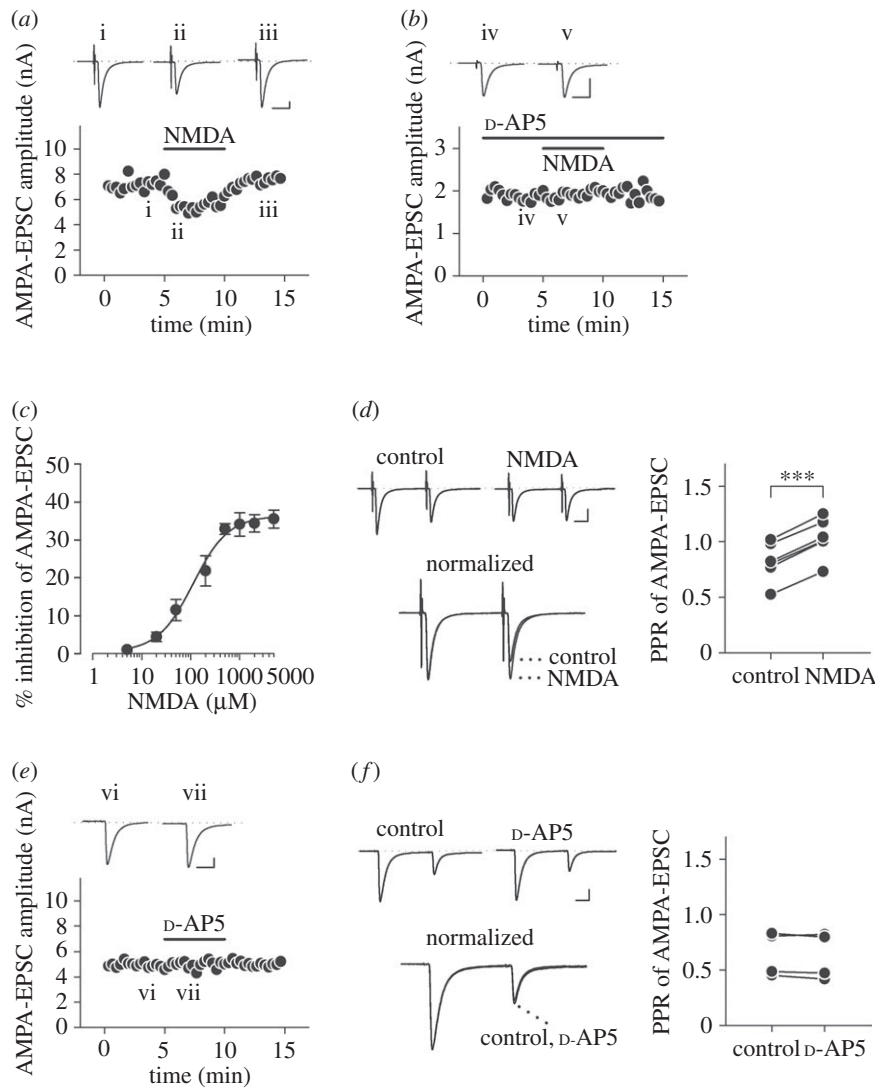 (a)
i ii iii
AMPA-EPSC amplitude (nA)
NMDA
10
8
6
4
2
0
i
ii
iii
0 5 10 15
time (min)
(b)
iv v
AMPA-EPSC amplitude (nA)
D-AP5
NMDA
3
2
1
0
iv v
0 5 10 15
time (min)
(c)
% inhibition of AMPA-EPSC
50
40
30
20
10
0
1 10 100 1000 5000
NMDA (µM)
(d)
control NMDA
normalized
control
NMDA
PPR of AMPA-EPSC
***
1.5
1.0
0.5
0
control NMDA
(e)
vi vii
AMPA-EPSC amplitude (nA)
D-AP5
10
8
6
4
2
0
vi vii
0 5 10 15
time (min)
(f)
control D-AP5
normalized
control, D-AP5
PPR of AMPA-EPSC
1.5
1.0
0.5
0
control D-AP5